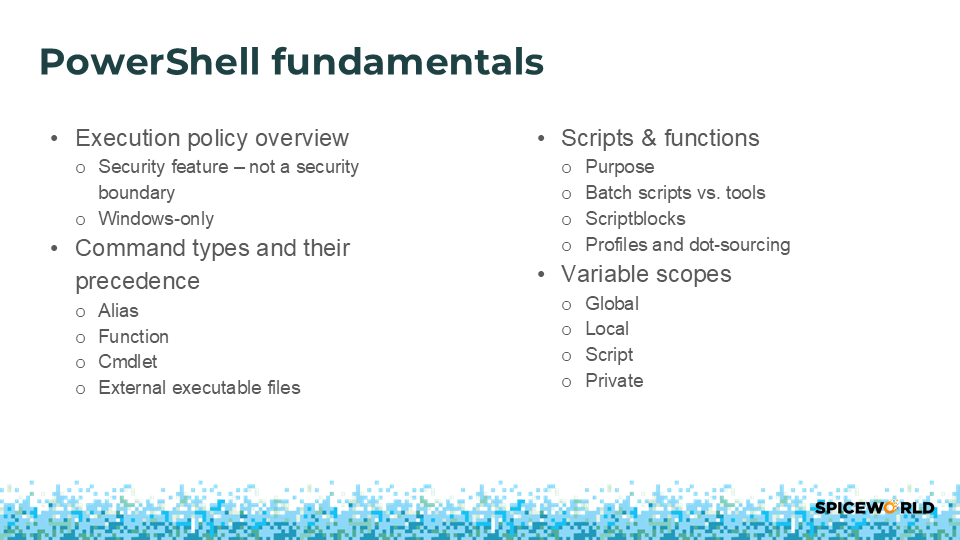 PowerShell fundamentals
• Execution policy overview
o Security feature – not a security
boundary
o Windows-only
• Command types and their
precedence
o Alias
o Function
o Cmdlet
o External executable files
• Scripts & functions
o Purpose
o Batch scripts vs. tools
o Scriptblocks
o Profiles and dot-sourcing
• Variable scopes
o Global
o Local
o Script
o Private
SPICEWORLD